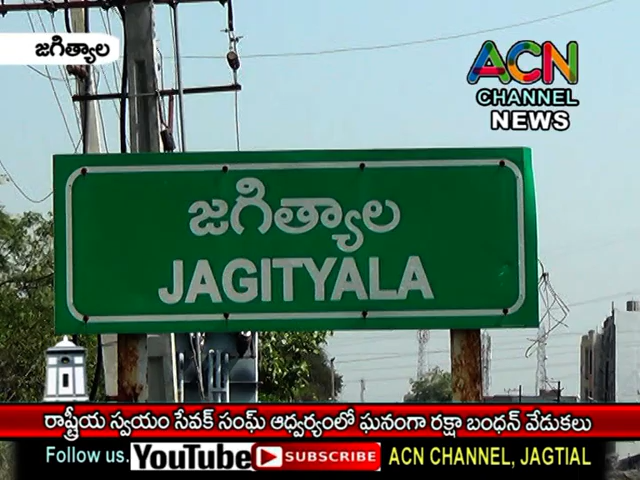 జగిత్యాల
ACN
CHANNEL
NEWS
జగిత్యాల
JAGITYALA
రాష్ట్రీయ స్వయం సేవక్ సంఘ్ ఆధ్వర్యంలో ఘనంగా రక్షా బంధన్ వేడుకలు
Follow us. YouTube SUBSCRIBE ACN CHANNEL, JAGTIAL